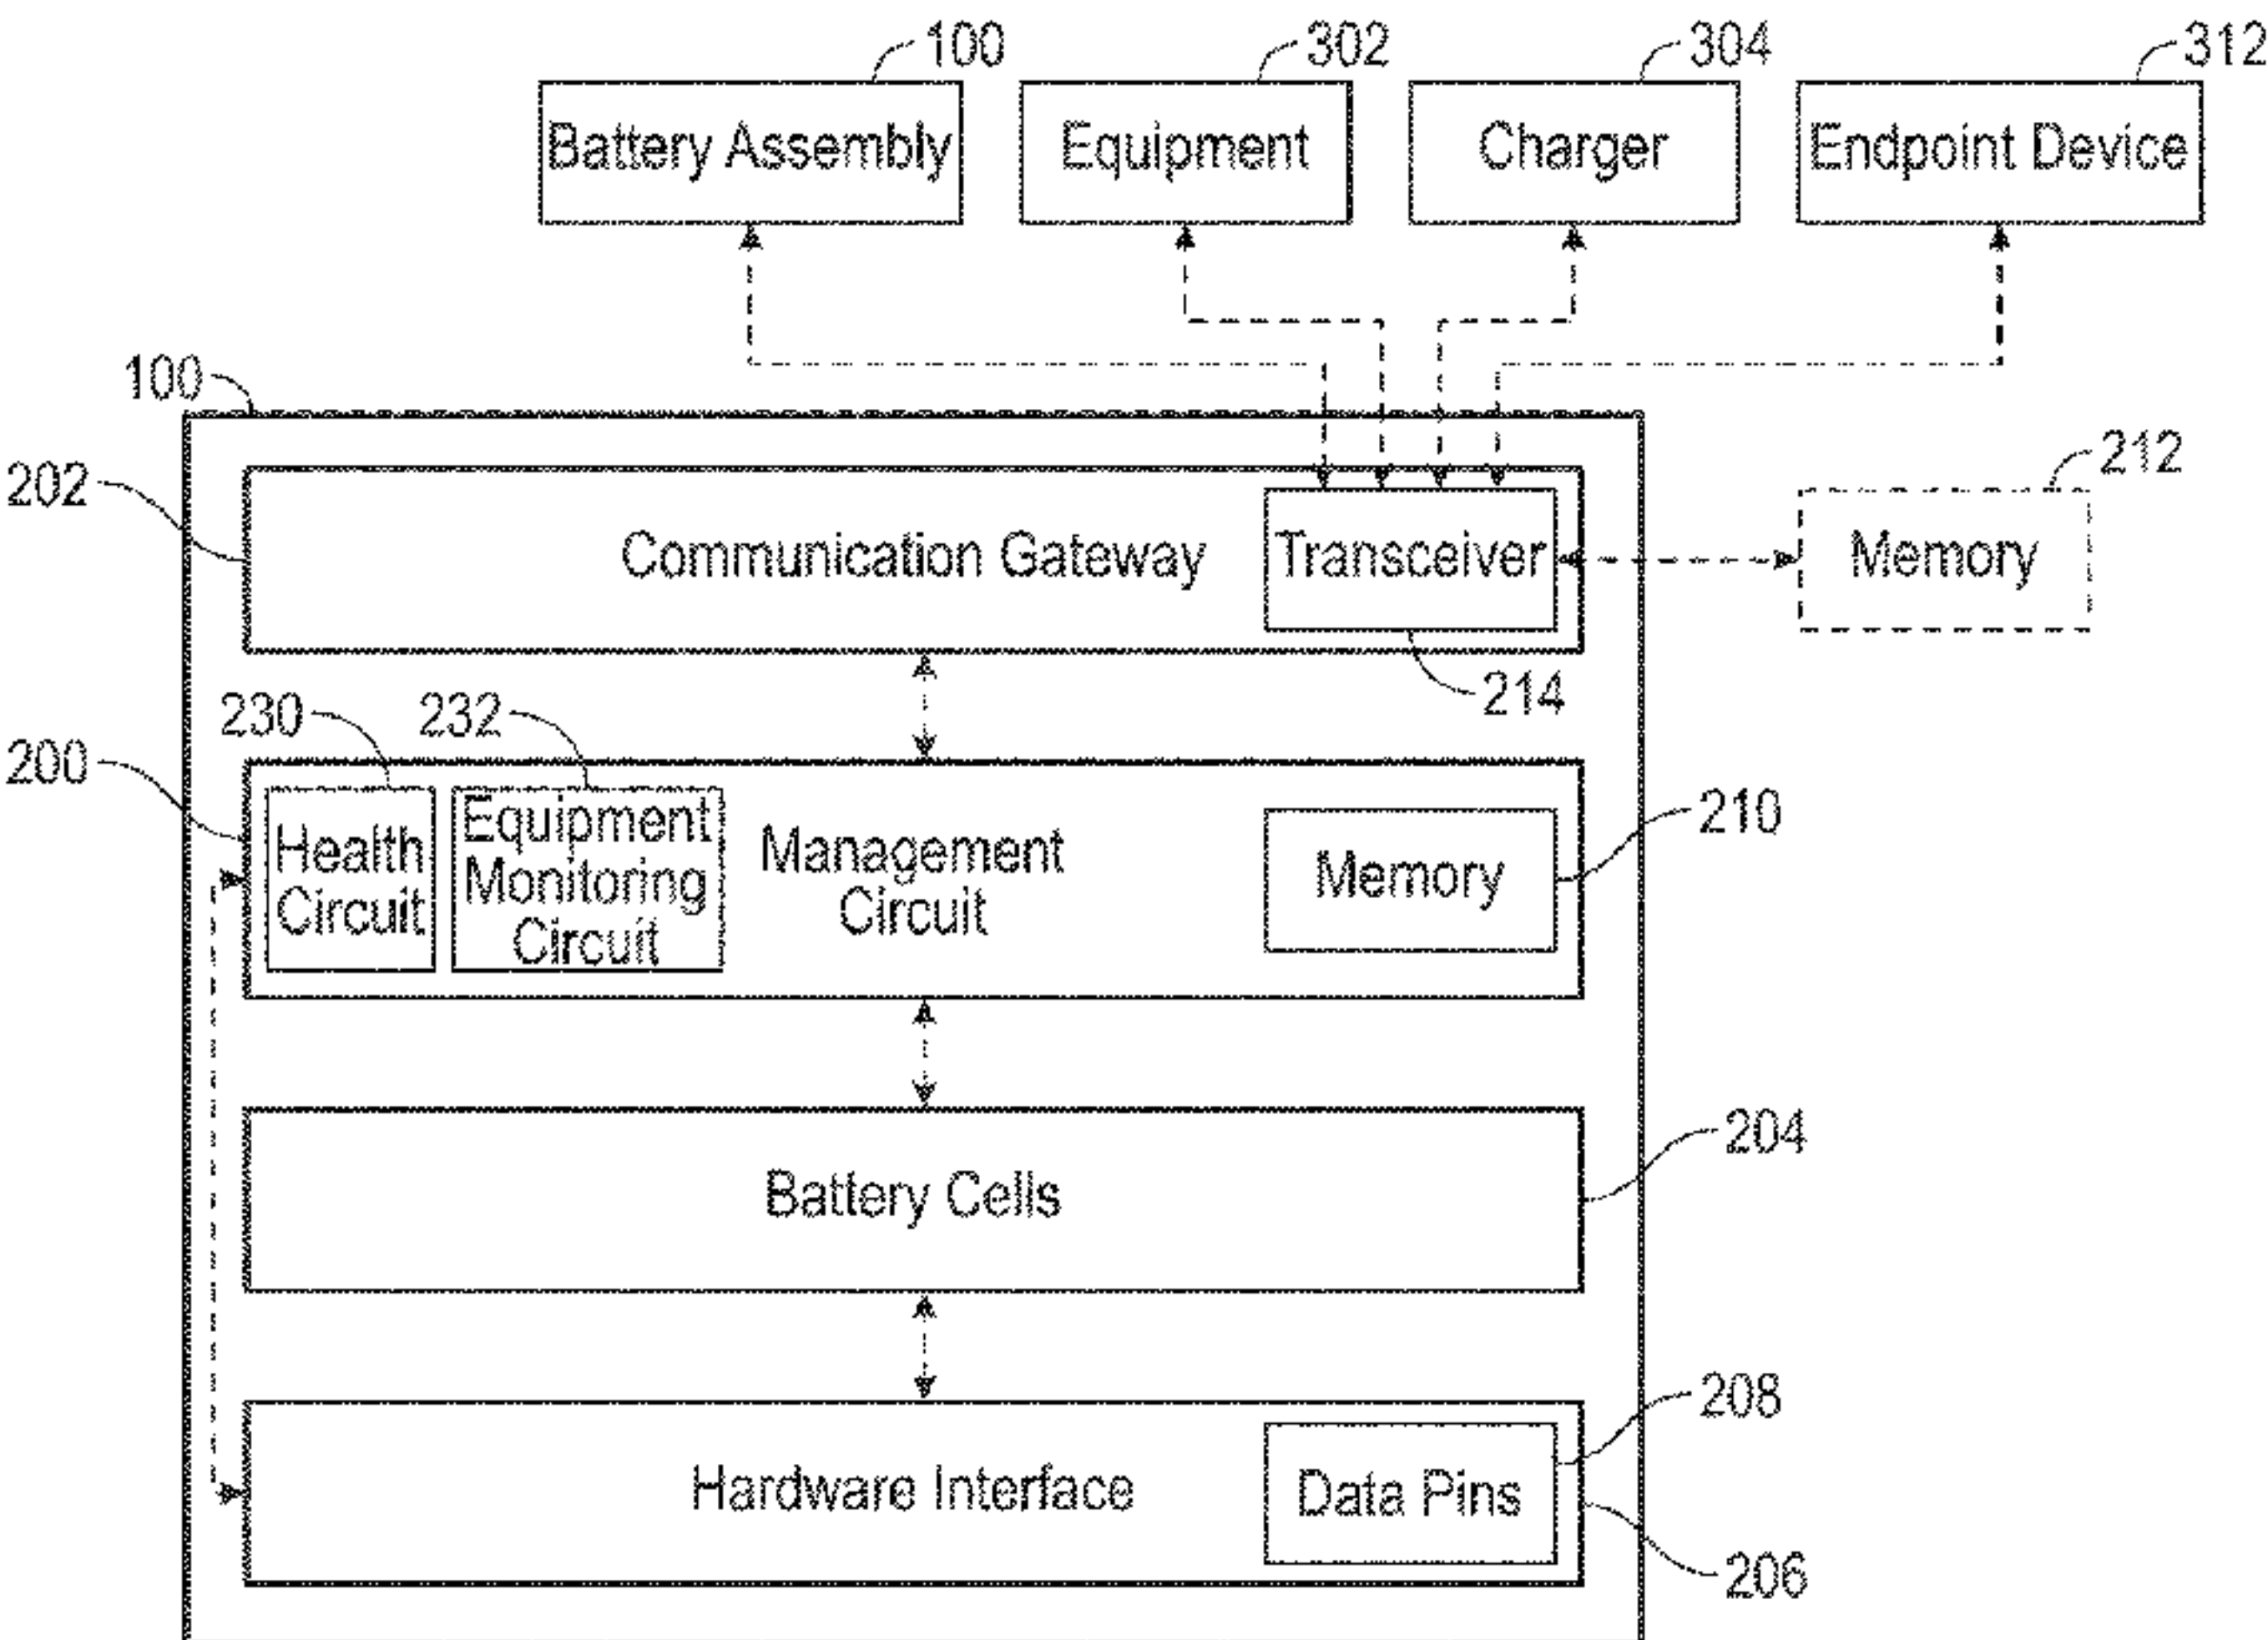 100
302
304
312
Battery Assembly
Equipment
Charger
Endpoint Device
100
202
Communication Gateway
Transceiver
212
Memory
214
230
232
200
Health
Circuit
Equipment
Monitoring
Circuit
Management
Circuit
Memory
210
Battery Cells
204
Hardware Interface
Data Pins
208
206